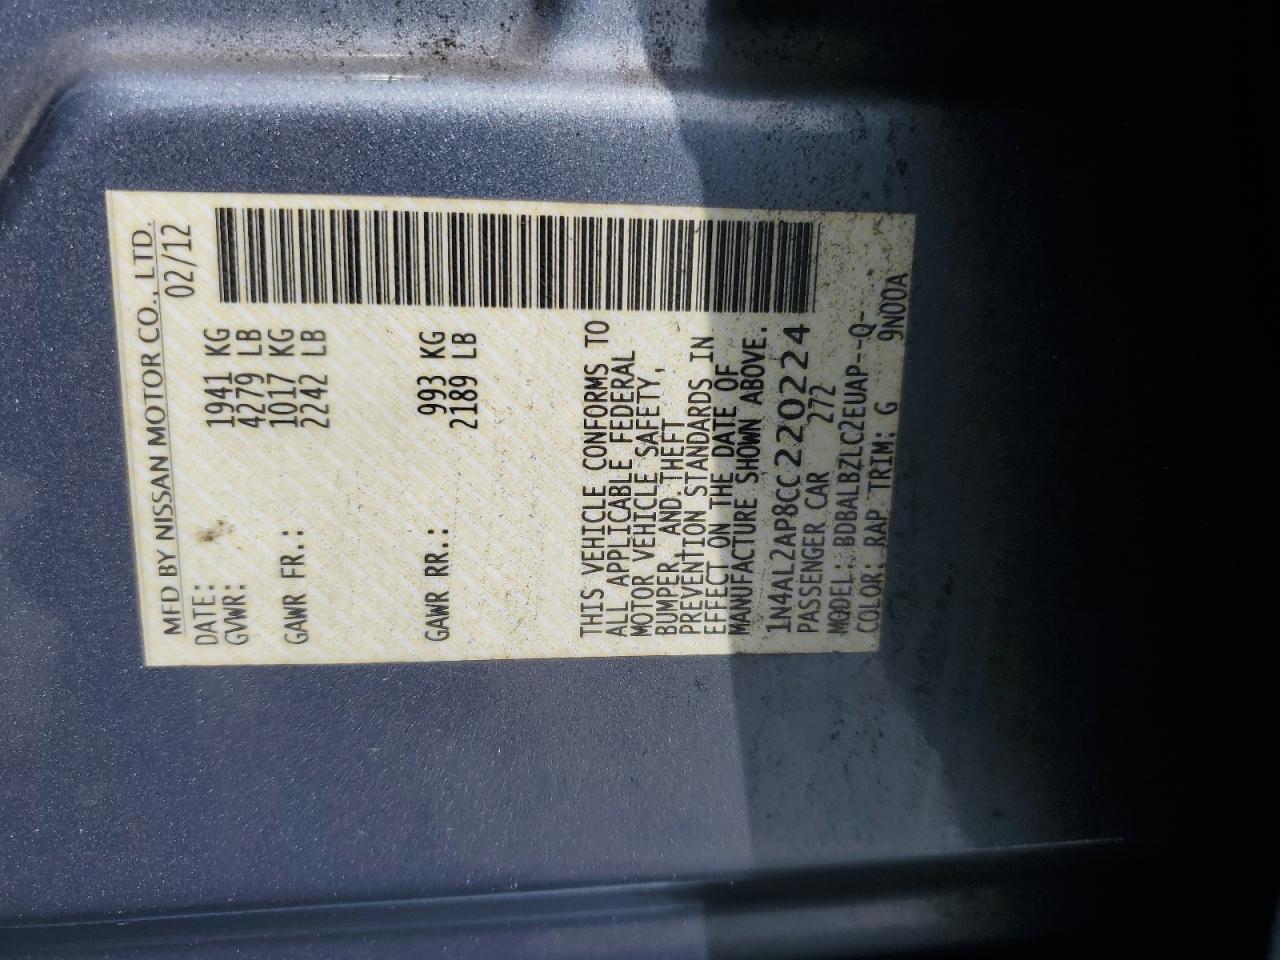 MFD BY NISSAN MOTOR CO., LTD.
DATE: 02/12
GVWR: 1941 KG
4279 LB
GAWR FR.: 1017 KG
2242 LB
GAWR RR.: 993 KG
2189 LB
THIS VEHICLE CONFORMS TO
ALL APPLICABLE FEDERAL
MOTOR VEHICLE SAFETY,
BUMPER AND THEFT
PREVENTION STANDARDS IN
EFFECT ON THE DATE OF
MANUFACTURE SHOWN ABOVE.
1N4AL2AP8CC220224
PASSENGER CAR 272
MODEL: BDBALBZLC2EUAP--Q-
COLOR: RAP TRIM: G 9N00A